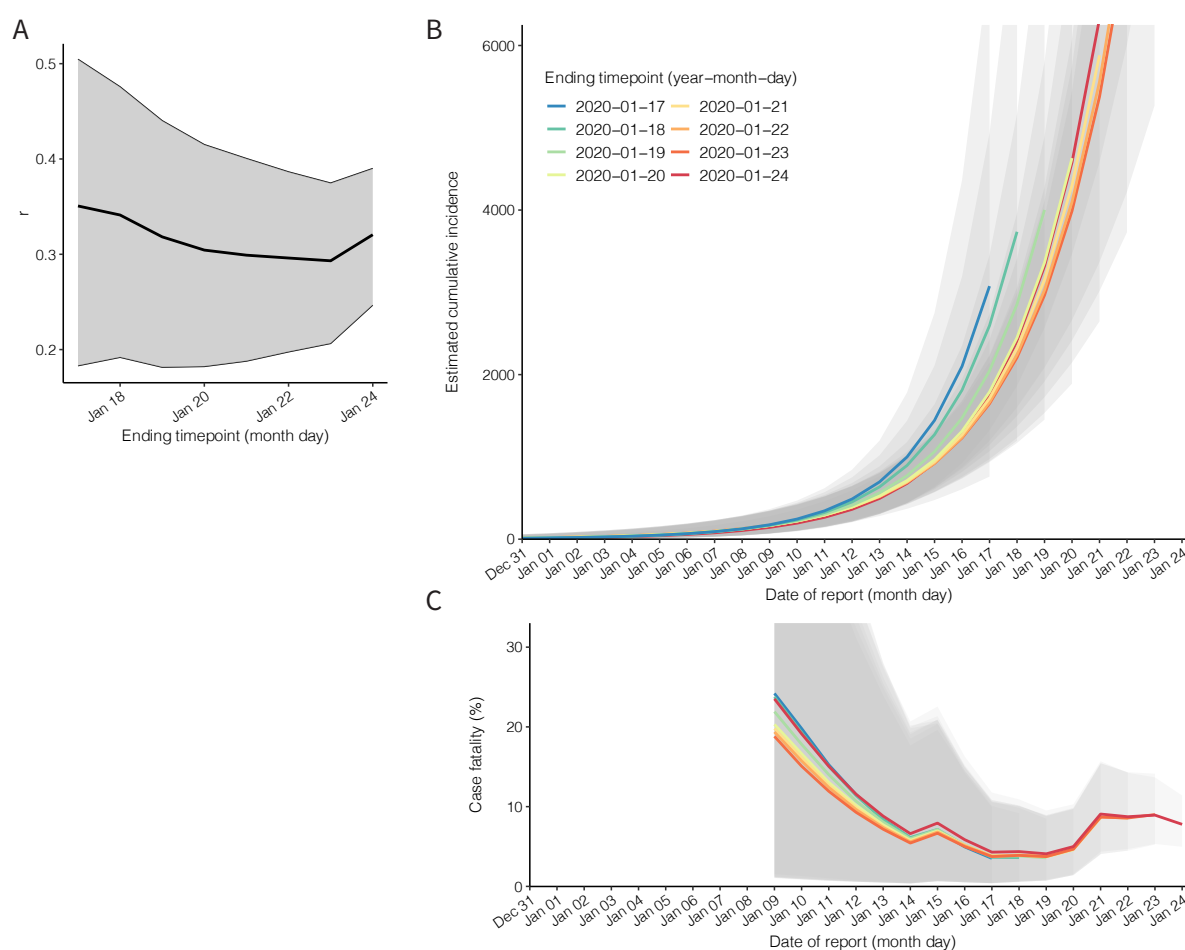 A
0.5
0.4
0.3
0.2
r
Jan 18
Jan 20
Jan 22
Jan 24
Ending timepoint (month day)
B
6000
4000
2000
0
Estimated cumulative incidence
Ending timepoint (year−month−day)
2020−01−17 2020−01−21
2020−01−18 2020−01−22
2020−01−19 2020−01−23
2020−01−20 2020−01−24
Dec 31
Jan 01
Jan 02
Jan 03
Jan 04
Jan 05
Jan 06
Jan 07
Jan 08
Jan 09
Jan 10
Jan 11
Jan 12
Jan 13
Jan 14
Jan 15
Jan 16
Jan 17
Jan 18
Jan 19
Jan 20
Jan 21
Jan 22
Jan 23
Jan 24
Date of report (month day)
C
30
20
10
0
Case fatality (%)
Dec 31
Jan 01
Jan 02
Jan 03
Jan 04
Jan 05
Jan 06
Jan 07
Jan 08
Jan 09
Jan 10
Jan 11
Jan 12
Jan 13
Jan 14
Jan 15
Jan 16
Jan 17
Jan 18
Jan 19
Jan 20
Jan 21
Jan 22
Jan 23
Jan 24
Date of report (month day)